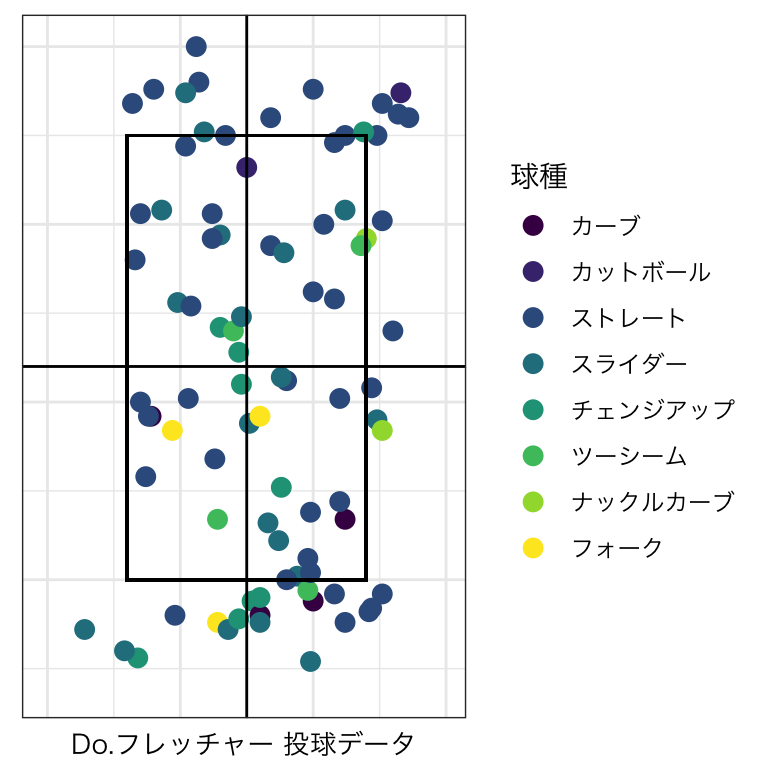 球種
カーブ
カットボール
ストレート
スライダー
チェンジアップ
ツーシーム
ナックルカーブ
フォーク
Do.フレッチャー 投球データ